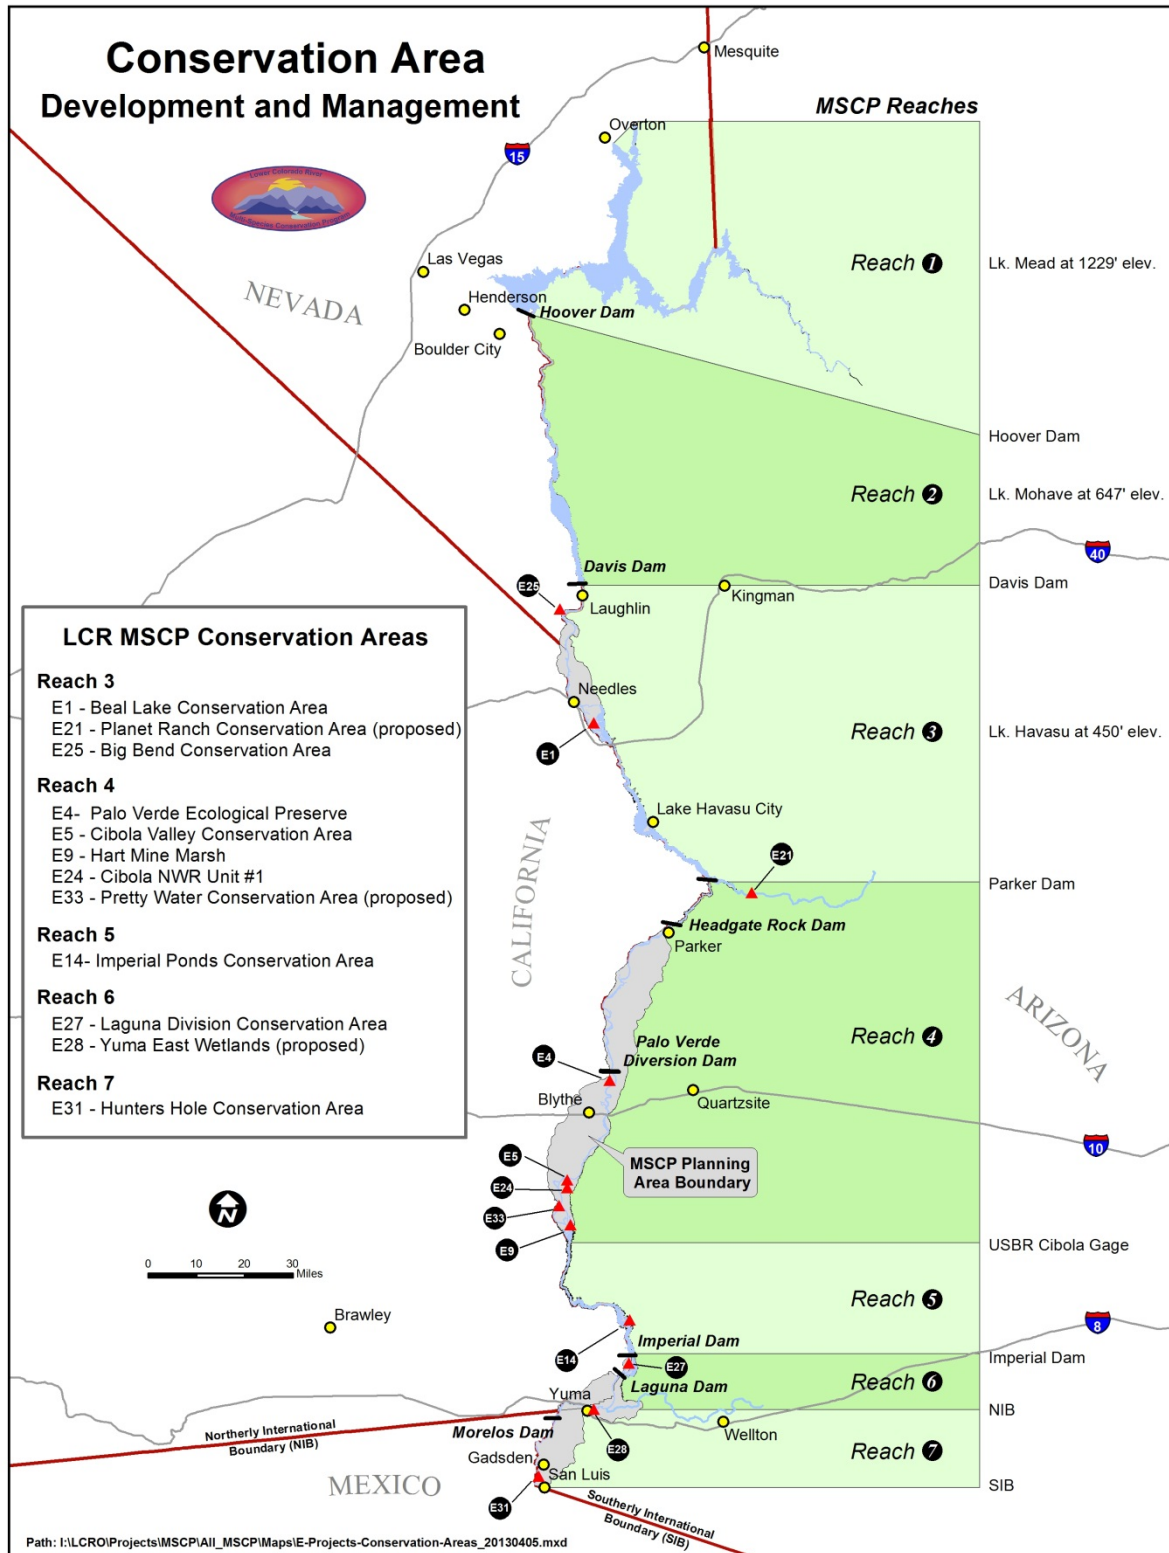 Conservation Area
Development and Management
MSCP Reaches
Mesquite
Overton
15
Lower Colorado River
Multi-Species Conservation Program
Las Vegas
NEVADA
Henderson
Hoover Dam
Boulder City
Reach 1
Lk. Mead at 1229' elev.
Hoover Dam
Reach 2
Lk. Mohave at 647' elev.
40
Davis Dam
Davis Dam
E25
Laughlin
Kingman
LCR MSCP Conservation Areas
Reach 3
E1 - Beal Lake Conservation Area
E21 - Planet Ranch Conservation Area (proposed)
E25 - Big Bend Conservation Area
Reach 4
E4- Palo Verde Ecological Preserve
E5 - Cibola Valley Conservation Area
E9 - Hart Mine Marsh
E24 - Cibola NWR Unit #1
E33 - Pretty Water Conservation Area (proposed)
Reach 5
E14- Imperial Ponds Conservation Area
Reach 6
E27 - Laguna Division Conservation Area
E28 - Yuma East Wetlands (proposed)
Reach 7
E31 - Hunters Hole Conservation Area
Needles
E1
Reach 3
Lk. Havasu at 450' elev.
Lake Havasu City
CALIFORNIA
E21
Parker Dam
Headgate Rock Dam
Parker
ARIZONA
Reach 4
Palo Verde
Diversion Dam
E4
Blythe
Quartzsite
10
MSCP Planning
Area Boundary
E5
E24
E33
E9
USBR Cibola Gage
N
0 10 20 30
Miles
Brawley
Reach 5
8
E14
Imperial Dam
Imperial Dam
E27
Laguna Dam
Reach 6
Yuma
NIB
Morelos Dam
E28
Wellton
Northerly International
Boundary (NIB)
Gadsden
Reach 7
San Luis
MEXICO
E31
SIB
Southerly International
Boundary (SIB)
Path: I:\LCRO\Projects\MSCP\All_MSCP\Maps\E-Projects-Conservation-Areas_20130405.mxd